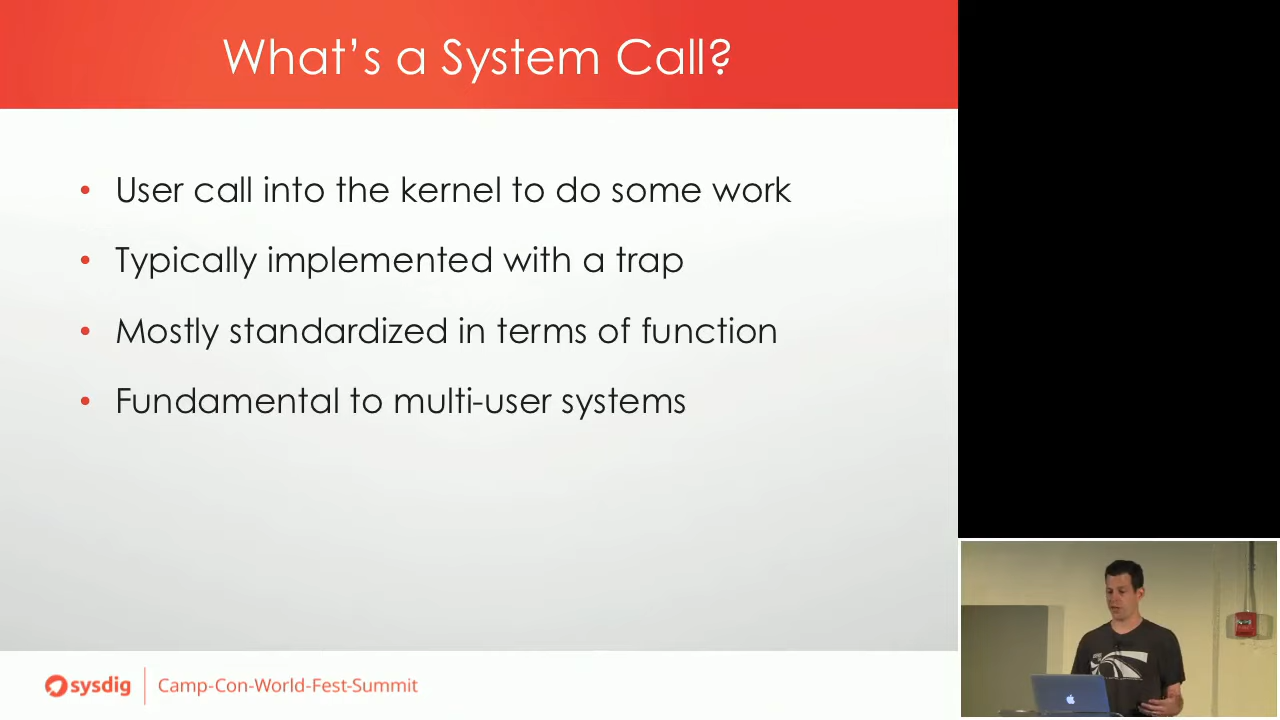 What's a System Call?
• User call into the kernel to do some work
• Typically implemented with a trap
• Mostly standardized in terms of function
• Fundamental to multi-user systems
sysdig | Camp-Con-World-Fest-Summit